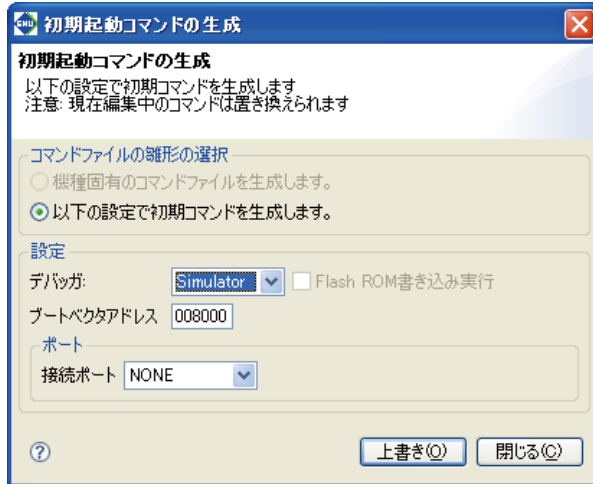 GNU 初期起動コマンドの生成
初期起動コマンドの生成
以下の設定で初期コマンドを生成します
注意: 現在編集中のコマンドは置き換えられます
コマンドファイルの雛形の選択
機種固有のコマンドファイルを生成します。
以下の設定で初期コマンドを生成します。
設定
デバッガ: Simulator Flash ROM書き込み実行
ブートベクタアドレス 008000
ポート
接続ポート NONE
? 上書き(O) 閉じる(C)